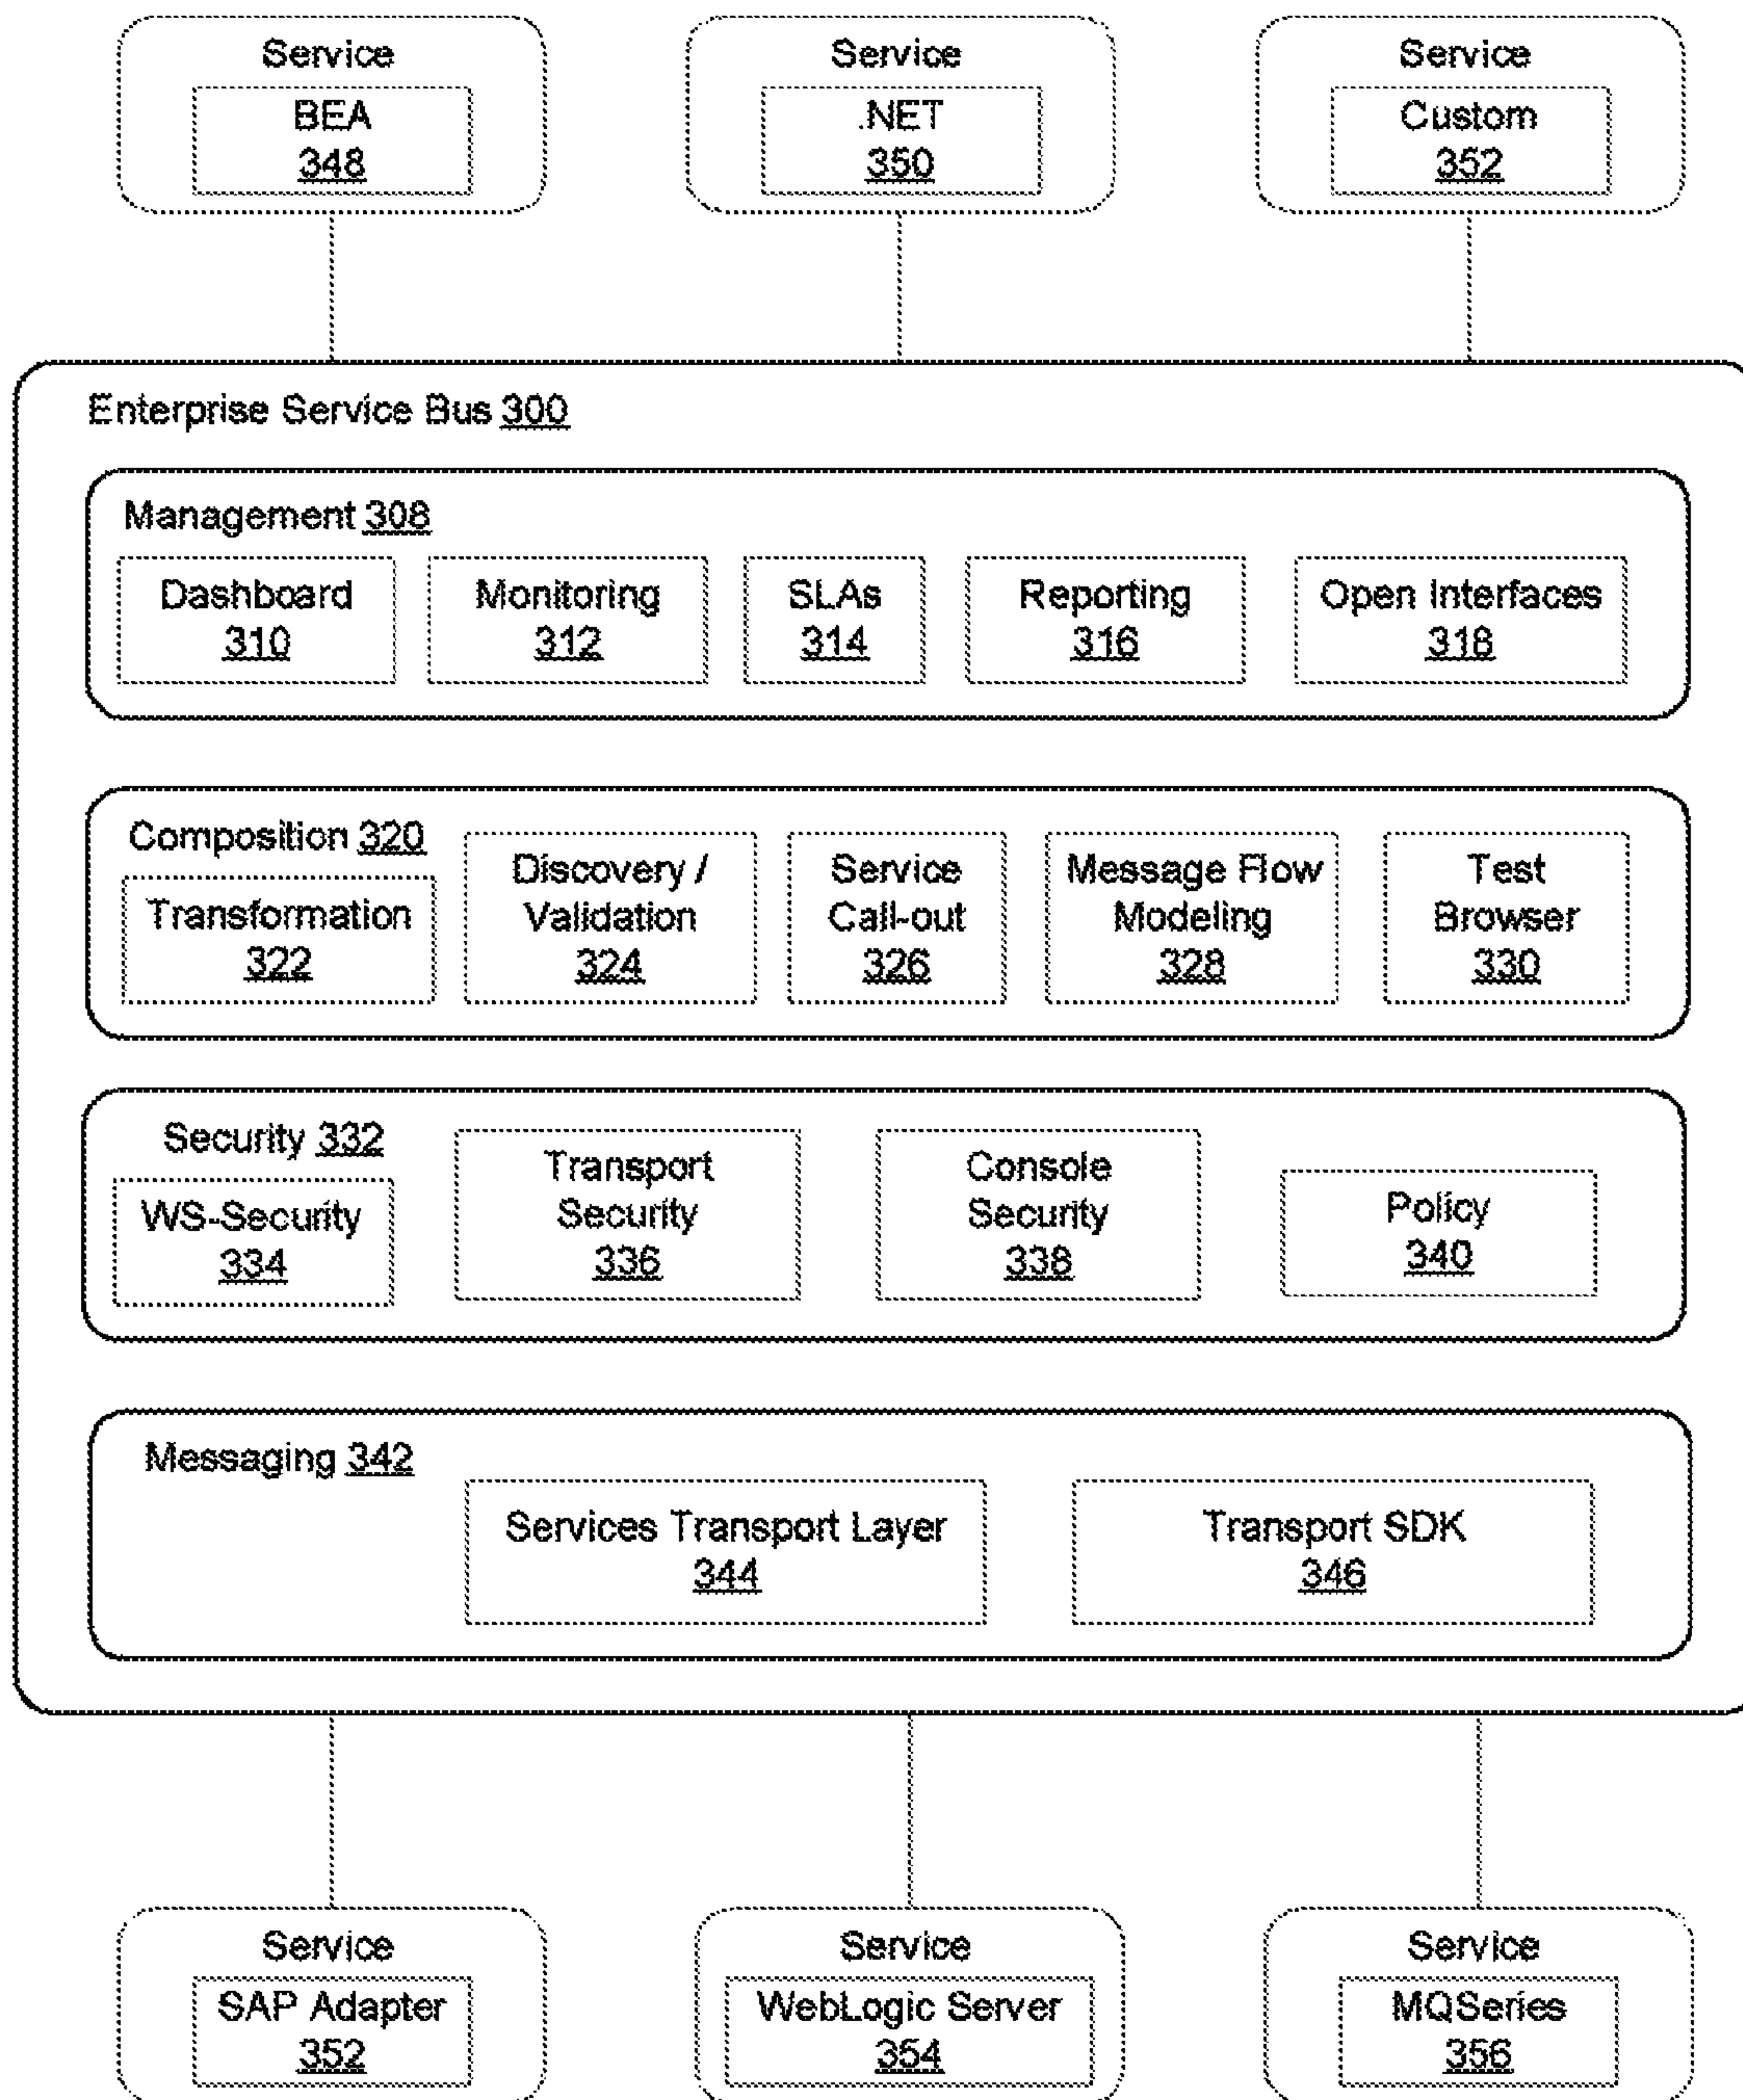 Service
BEA
348
Service
.NET
350
Service
Custom
352
Enterprise Service Bus 300
Management 308
Dashboard
310
Monitoring
312
SLAs
314
Reporting
316
Open Interfaces
318
Composition 320
Transformation
322
Discovery /
Validation
324
Service
Call-out
326
Message Flow
Modeling
328
Test
Browser
330
Security 332
WS-Security
334
Transport
Security
336
Console
Security
338
Policy
340
Messaging 342
Services Transport Layer
344
Transport SDK
346
Service
SAP Adapter
352
Service
WebLogic Server
354
Service
MQSeries
356